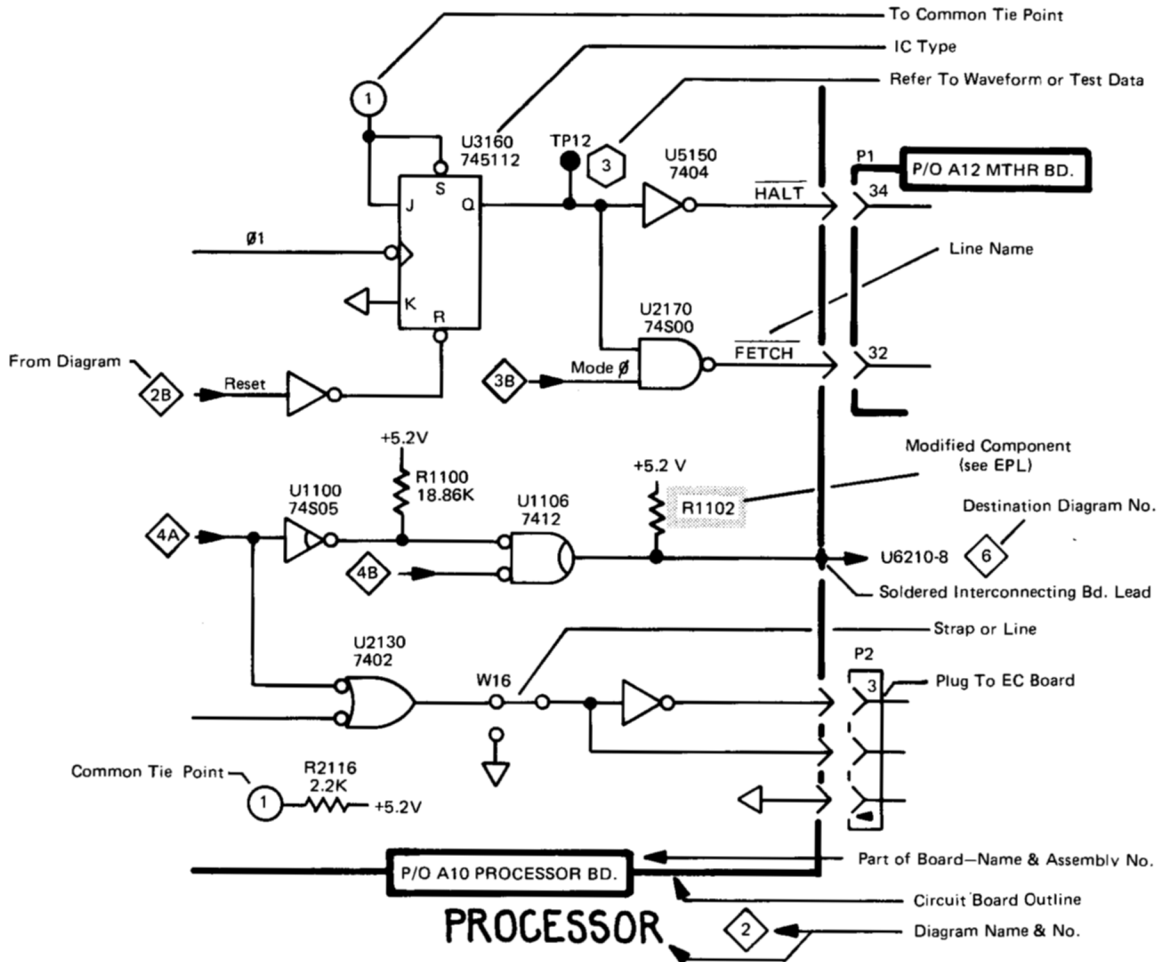 To Common Tie Point
IC Type
Refer To Waveform or Test Data
1
U3160
745112
TP12
3
U5150
7404
P1
P/O A12 MTHR BD.
S
J
Q
HALT
34
Ø1
K
R
Line Name
U2170
74S00
FETCH
32
From Diagram
2B
Reset
3B
Mode Ø
+5.2V
R1100
18.86K
+5.2 V
R1102
Modified Component
(see EPL)
U1100
74S05
U1106
7412
Destination Diagram No.
4A
4B
U6210-8
6
Soldered Interconnecting Bd. Lead
Strap or Line
U2130
7402
W16
P2
3
Plug To EC Board
Common Tie Point
1
R2116
2.2K
+5.2V
P/O A10 PROCESSOR BD.
Part of Board—Name & Assembly No.
Circuit Board Outline
PROCESSOR
2
Diagram Name & No.